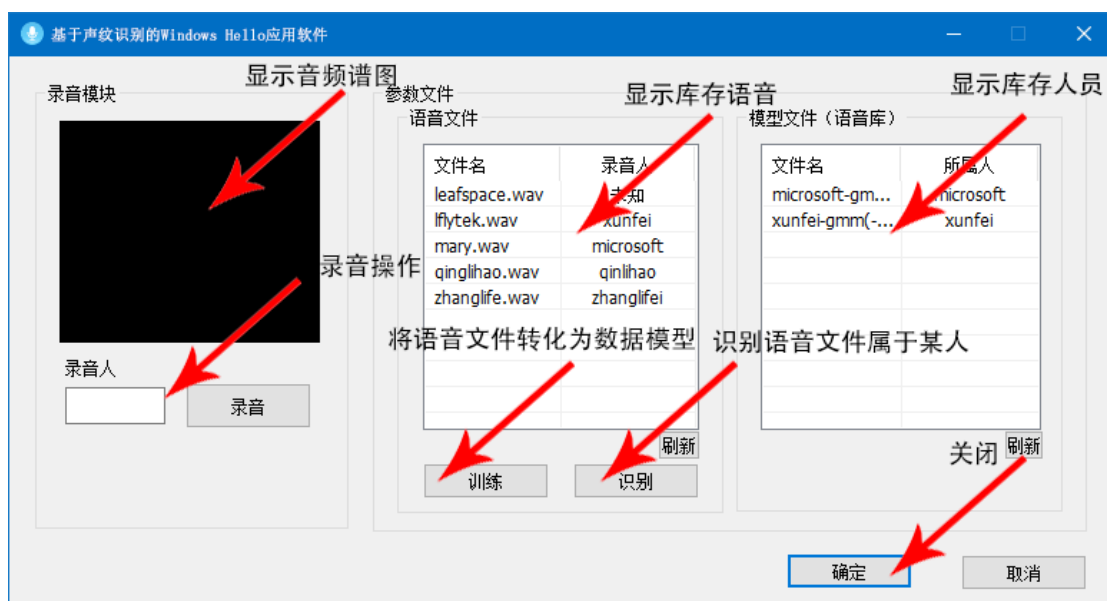 基于声纹识别的Windows Hello应用软件
显示音频谱图
录音模块
录音操作
录音人
录音
参数文件
语音文件
显示库存语音
文件名 录音人
leafspace.wav 未知
lflytek.wav xunfei
mary.wav microsoft
qinglihao.wav qinlihao
zhanglife.wav zhanglifei
将语音文件转化为数据模型
识别语音文件属于某人
刷新
训练 识别
显示库存人员
模型文件（语音库）
文件名 所属人
microsoft-gm... microsoft
xunfei-gmm(-... xunfei
关闭
刷新
确定 取消